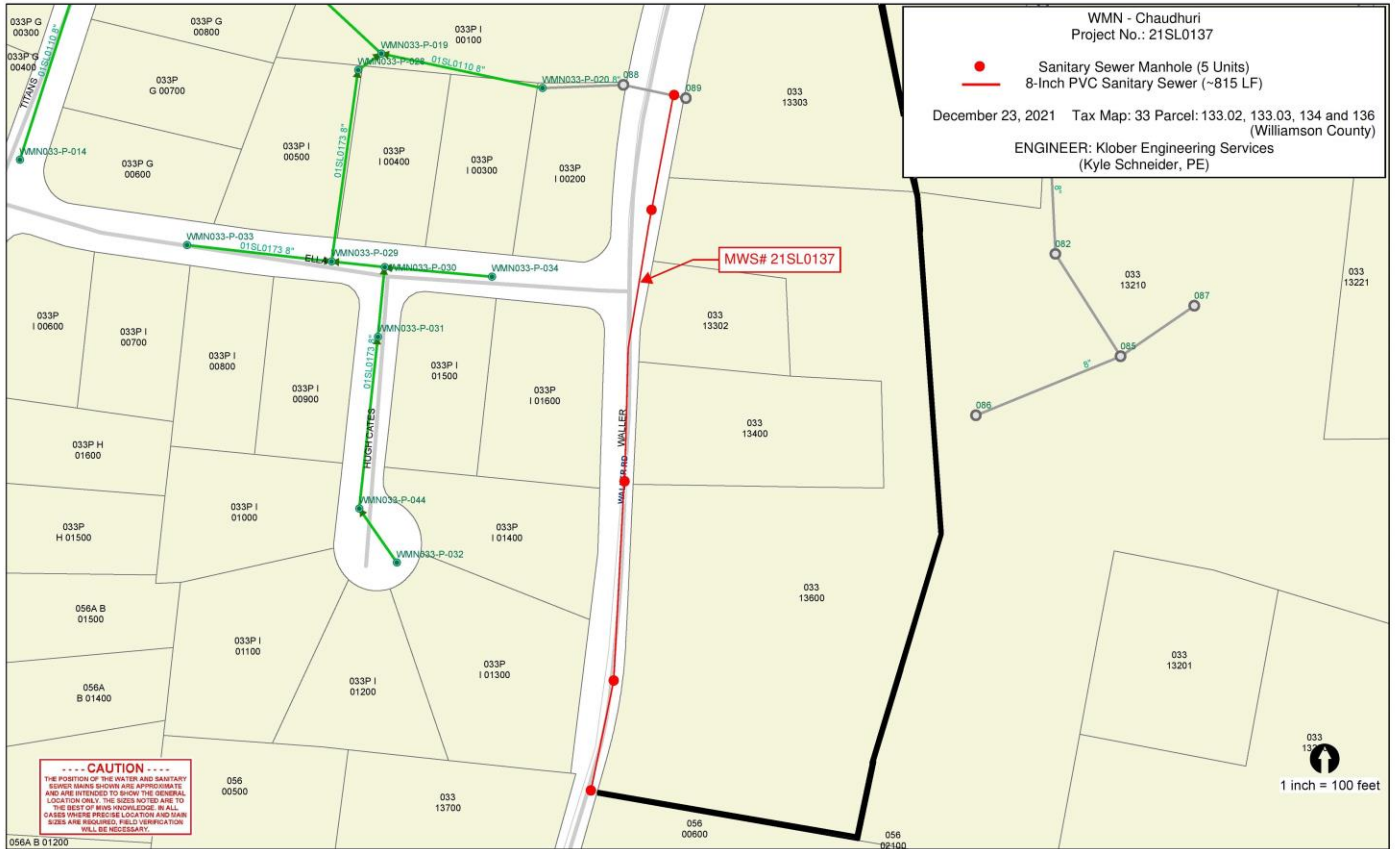 WMN - Chaudhuri
Project No.: 21SL0137
Sanitary Sewer Manhole (5 Units)
8-Inch PVC Sanitary Sewer (~815 LF)
December 23, 2021 Tax Map: 33 Parcel: 133.02, 133.03, 134 and 136
(Williamson County)
ENGINEER: Klober Engineering Services
(Kyle Schneider, PE)
033P G
00300
033P G
00800
033P I
00100
033P G
00400
01SL0110 8"
TITANS
033P
G 00700
WMN033-P-019
WMN033-P-028
01SL0110 8"
WMN033-P-020 8"
088
089
033
13303
WMN033-P-014
033P G
00600
033P I
00500
01SL0173 8"
033P
I 00400
033P
I 00300
033P
I 00200
WMN033-P-033
01SL0173 8"
ELLI
WMN033-P-029
WMN033-P-030
WMN033-P-034
MWS# 21SL0137
082
033
13210
087
033
13221
085
8"
086
033P
I 00600
033P I
00700
033P I
00800
033P I
00900
WMN033-P-031
01SL0173 8"
HUGH CATES
033P I
01500
033P
I 01600
033
13302
033
13400
WALLER
WALLER RD
033P H
01600
033P
H 01500
033P I
01000
WMN033-P-044
WMN033-P-032
033P
I 01400
033
13600
056A B
01500
056A
B 01400
033P I
01100
033P I
01200
033P
I 01300
033
13201
033
1 inch = 100 feet
---- CAUTION ----
THE POSITION OF THE WATER AND SANITARY
SEWER MAINS SHOWN ARE APPROXIMATE
AND ARE INTENDED TO SHOW THE GENERAL
LOCATION ONLY. THE SIZES NOTED ARE TO
THE BEST OF MWS KNOWLEDGE. IN ALL
CASES WHERE PRECISE LOCATION AND MAIN
SIZES ARE REQUIRED, FIELD VERIFICATION
WILL BE NECESSARY.
056
00500
033
13700
056
00600
056
02100
056A B 01200